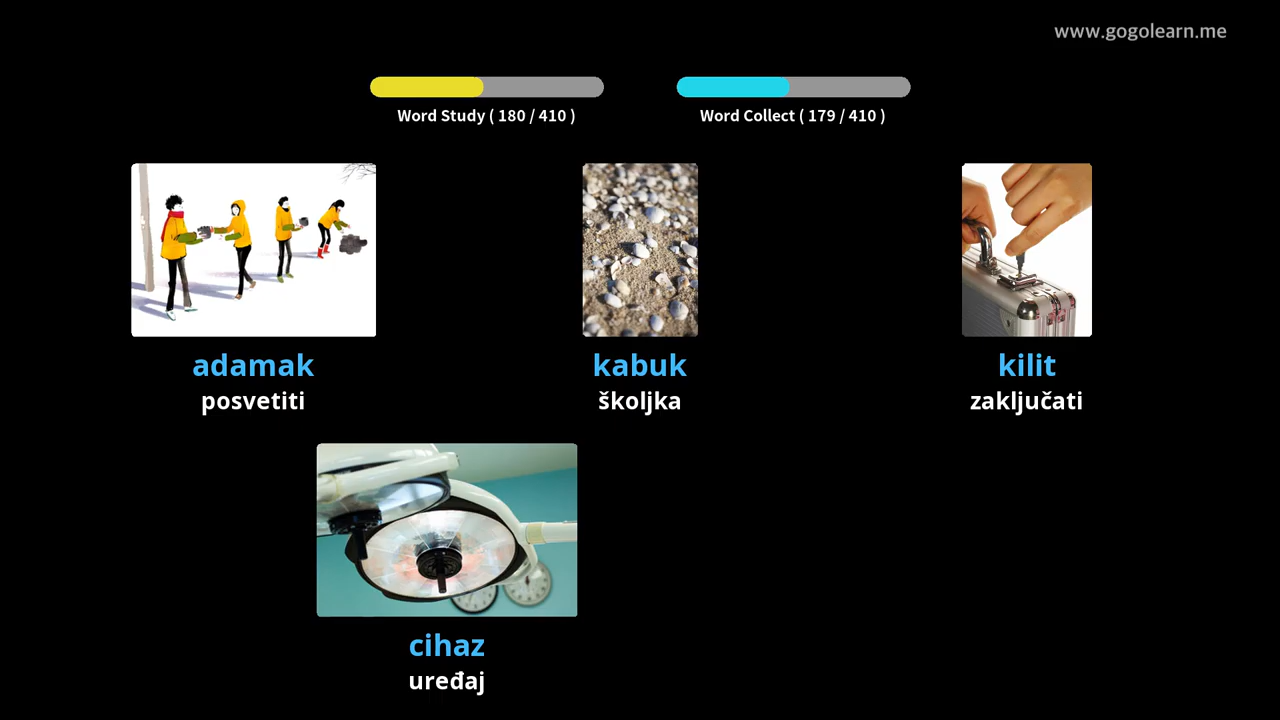 www.gogolearn.me
Word Study ( 180 / 410 )
Word Collect ( 179 / 410 )
adamak
posvetiti
kabuk
školjka
kilit
zaključati
cihaz
uređaj